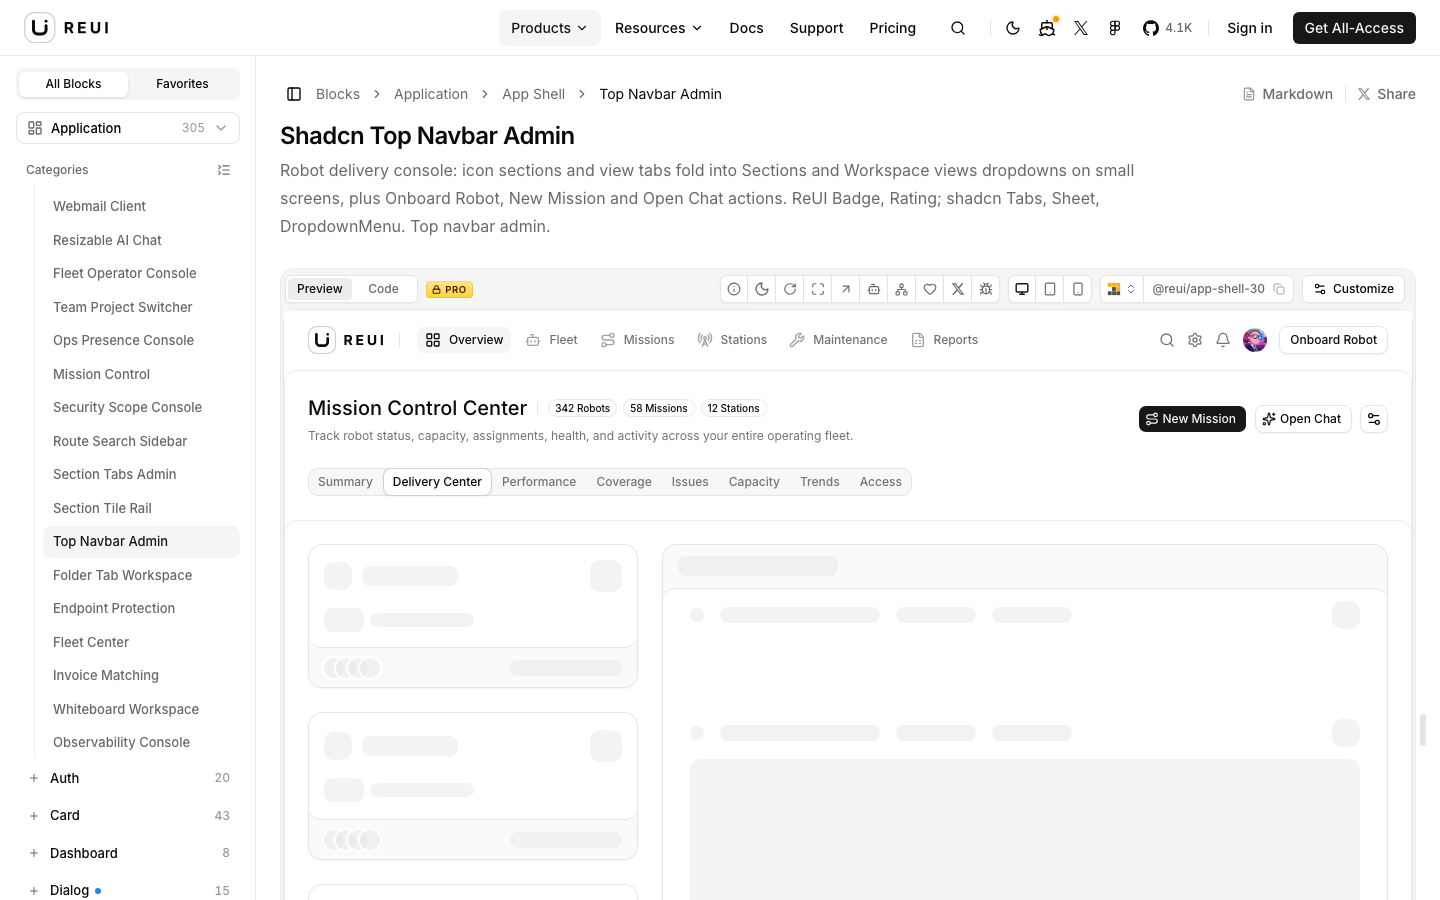 REUI
Products
Resources
Docs
Support
Pricing
4.1K
Sign in
Get All-Access
All Blocks
Favorites
Application
305
Categories
Webmail Client
Resizable AI Chat
Fleet Operator Console
Team Project Switcher
Ops Presence Console
Mission Control
Security Scope Console
Route Search Sidebar
Section Tabs Admin
Section Tile Rail
Top Navbar Admin
Folder Tab Workspace
Endpoint Protection
Fleet Center
Invoice Matching
Whiteboard Workspace
Observability Console
Auth 20
Card 43
Dashboard 8
Dialog 15
Blocks
Application
App Shell
Top Navbar Admin
Markdown
Share
Shadcn Top Navbar Admin
Robot delivery console: icon sections and view tabs fold into Sections and Workspace views dropdowns on small
screens, plus Onboard Robot, New Mission and Open Chat actions. ReUI Badge, Rating; shadcn Tabs, Sheet,
DropdownMenu. Top navbar admin.
Preview
Code
PRO
@reui/app-shell-30
Customize
REUI
Overview
Fleet
Missions
Stations
Maintenance
Reports
Onboard Robot
Mission Control Center
342 Robots
58 Missions
12 Stations
Track robot status, capacity, assignments, health, and activity across your entire operating fleet.
New Mission
Open Chat
Summary
Delivery Center
Performance
Coverage
Issues
Capacity
Trends
Access